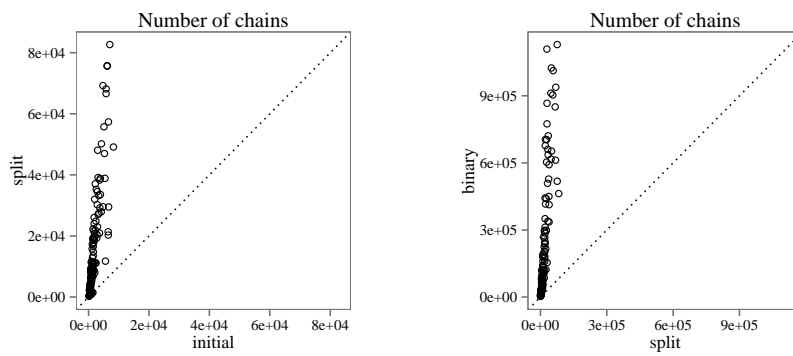 Number of chains
8e+04
6e+04
4e+04
2e+04
0e+00
split
0e+00 2e+04 4e+04 6e+04 8e+04
initial
Number of chains
9e+05
6e+05
3e+05
0e+00
binary
0e+00 3e+05 6e+05 9e+05
split